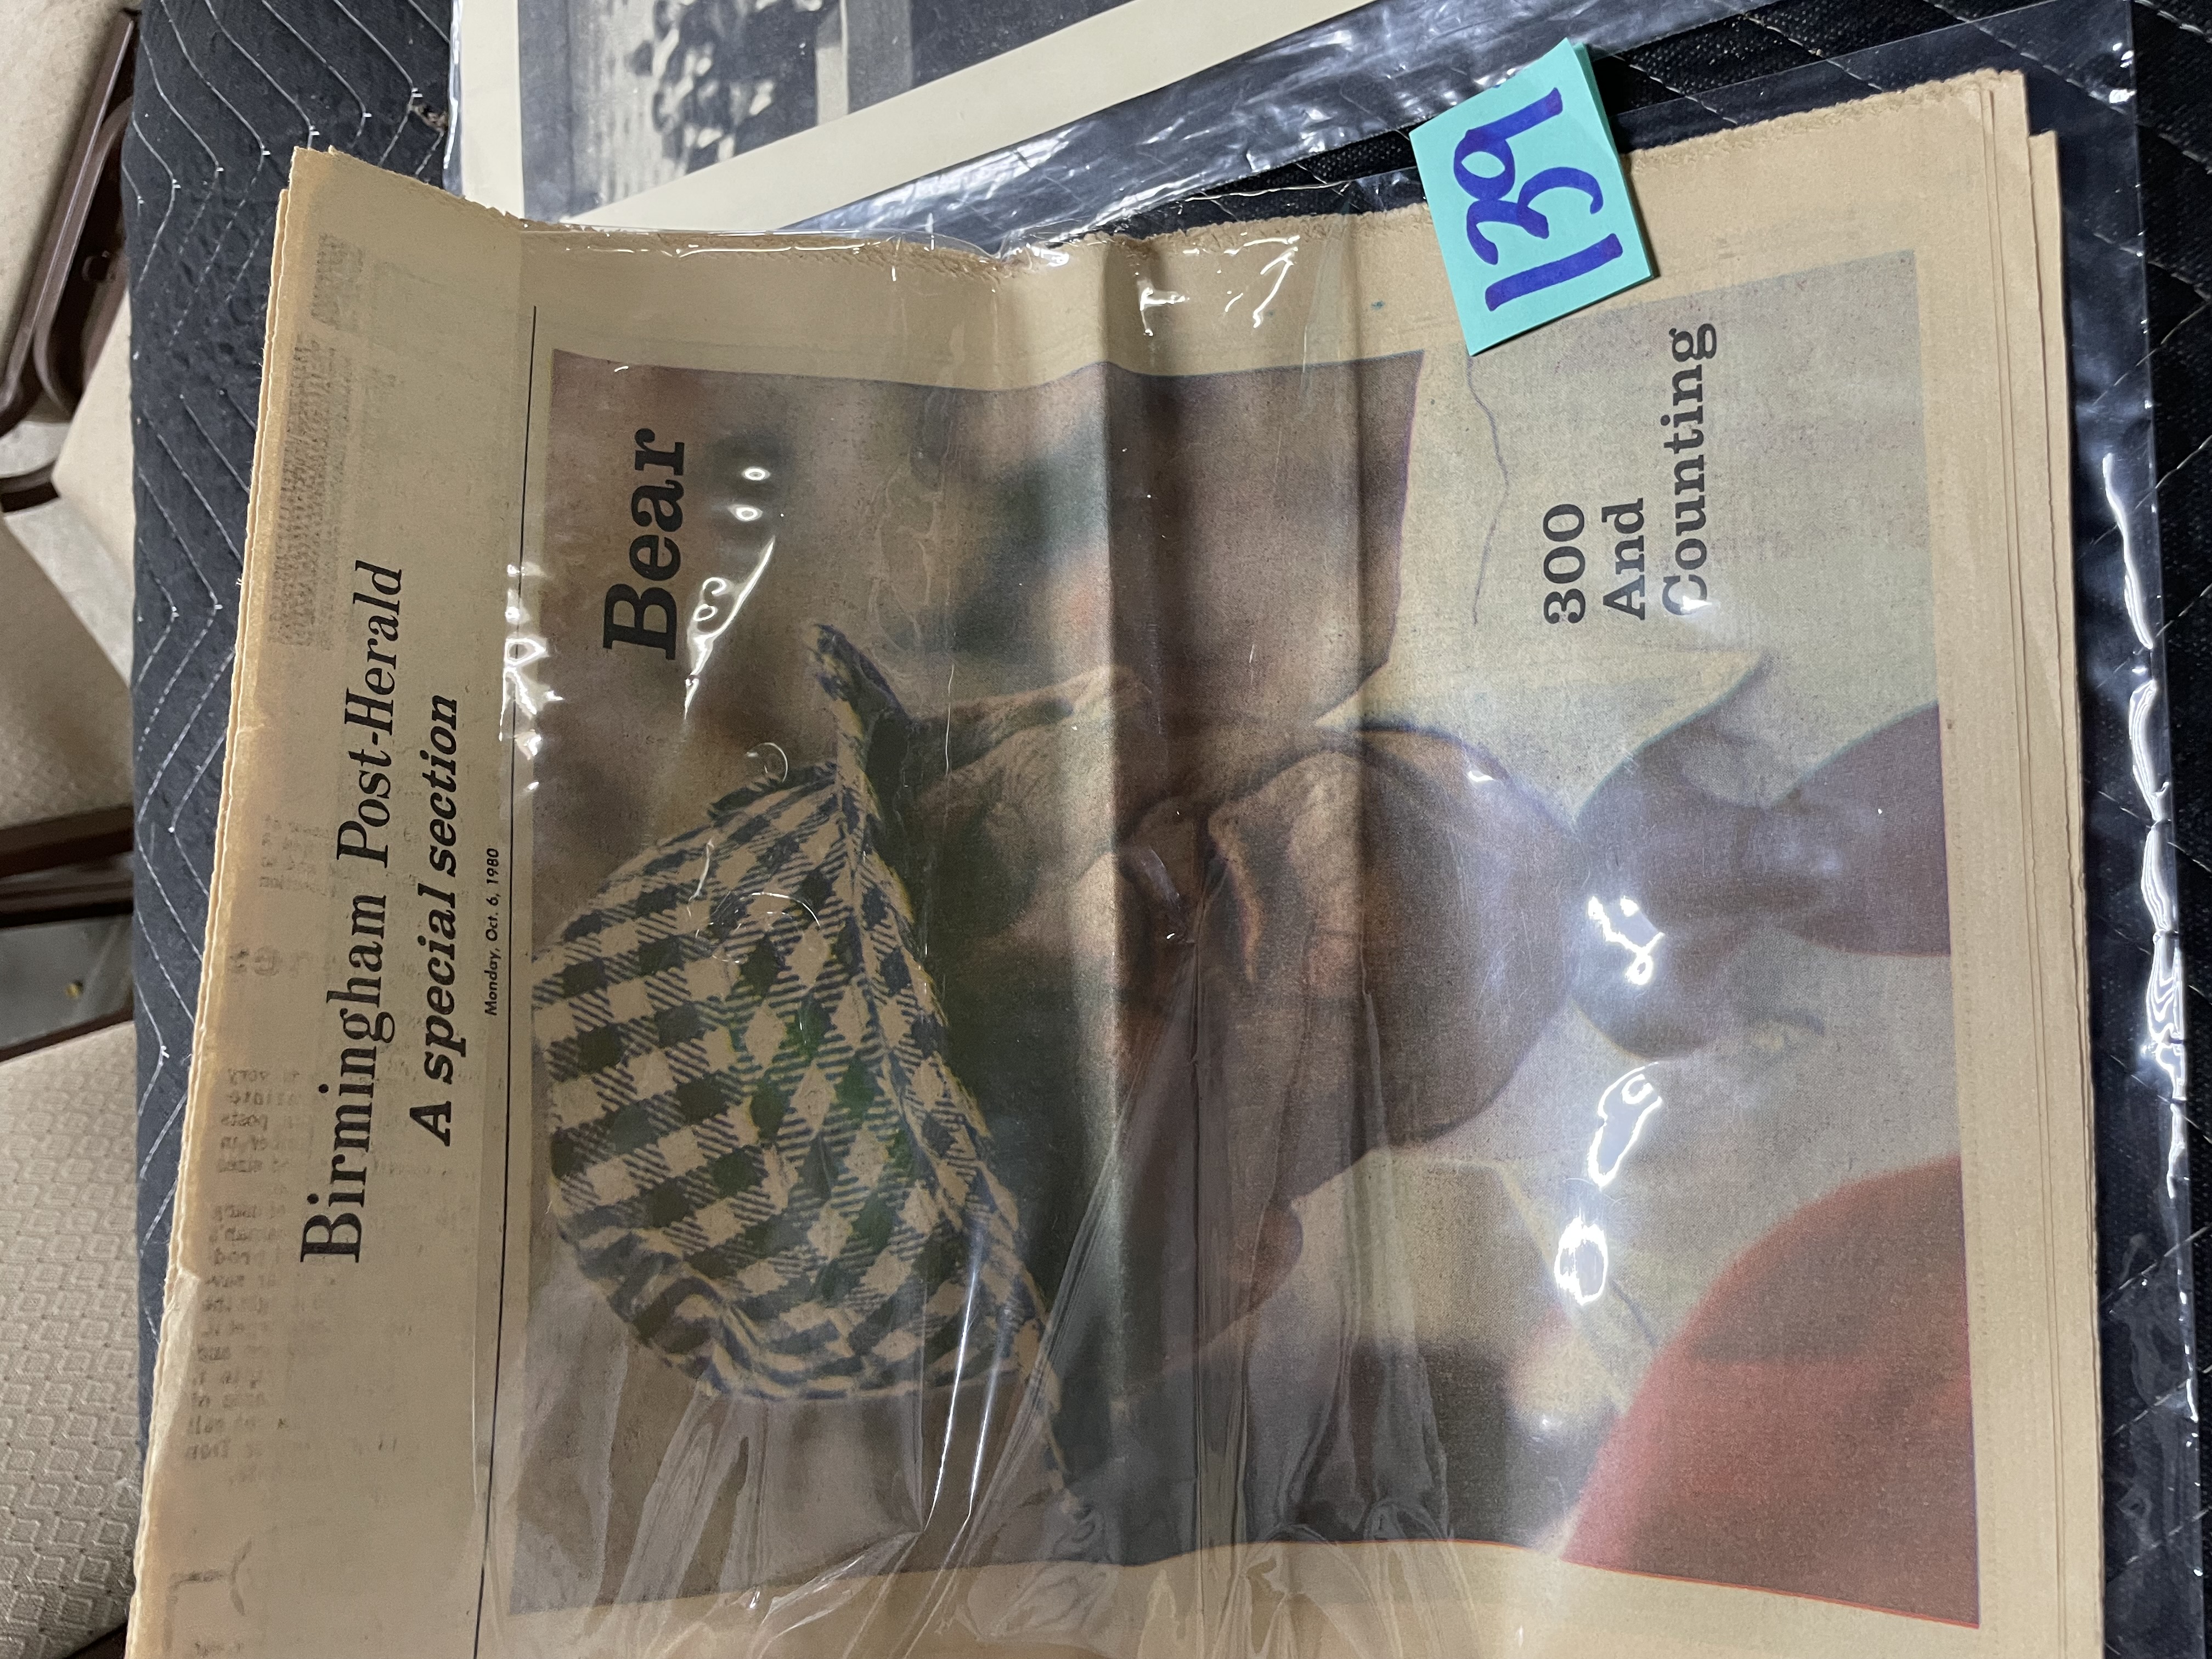 Birmingham Post-Herald
A special section
Monday, Oct. 6, 1980
Bear
300
And
Counting
139